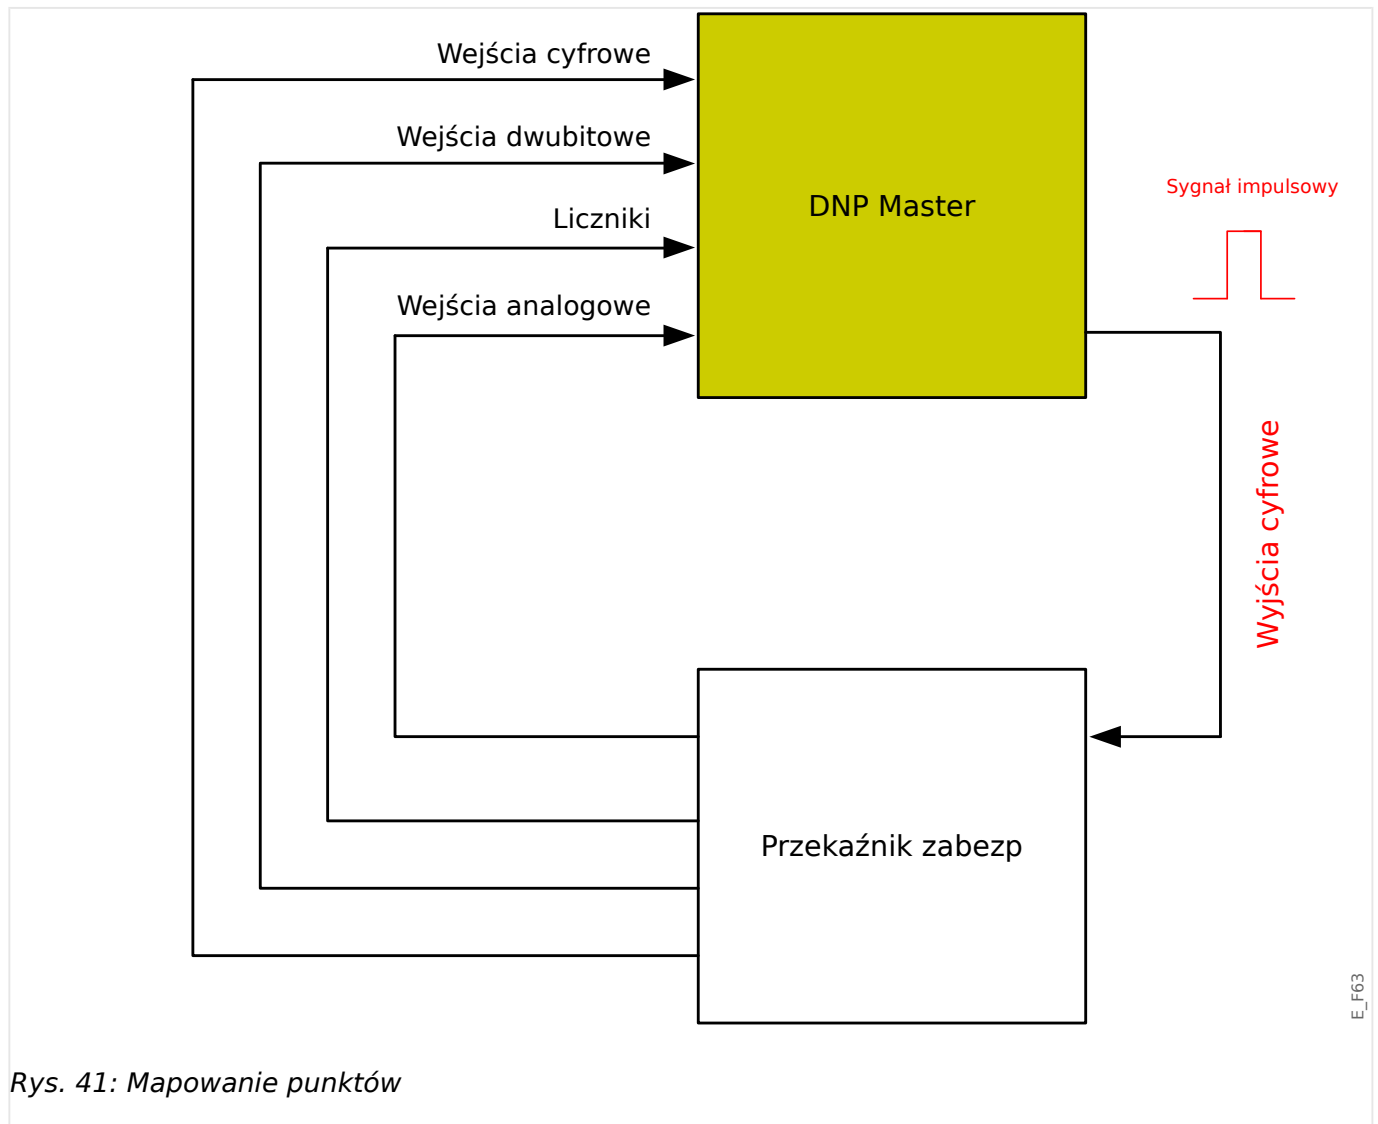 Wejścia cyfrowe
Wejścia dwubitowe
Liczniki
Wejścia analogowe
DNP Master
Sygnał impulsowy
Wyjścia cyfrowe
Przekaźnik zabezp
E_F63
Rys. 41: Mapowanie punktów